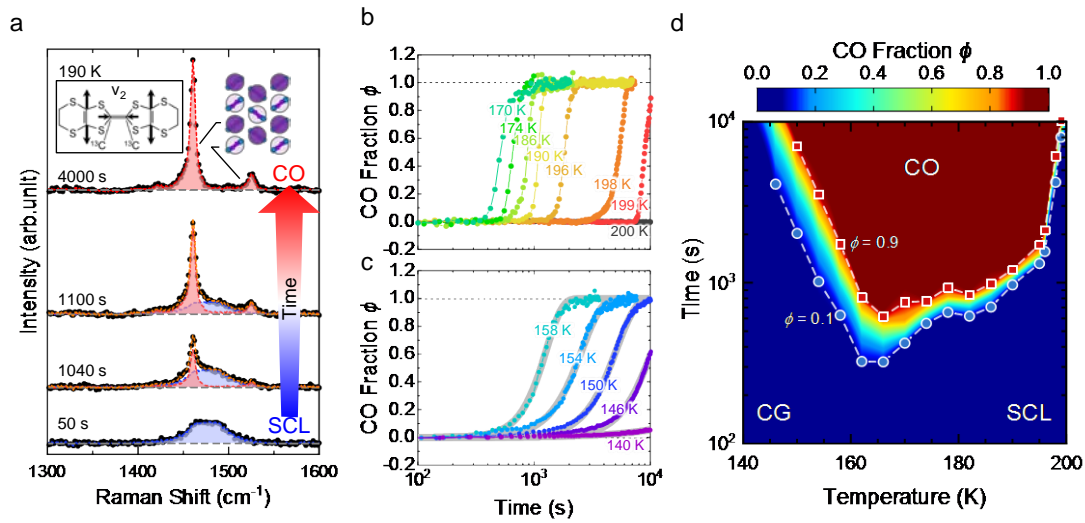 a
190 K
ν2
S
S
S
S
13C
13C
4000 s
CO
1100 s
Time
1040 s
50 s
SCL
Intensity (arb.unit)
1300 1400 1500 1600
Raman Shift (cm-1)
b
CO Fraction ϕ
1.2
1.0
0.8
0.6
0.4
0.2
0.0
-0.2
170 K
174 K
186 K
190 K
196 K
198 K
199 K
200 K
c
CO Fraction ϕ
1.0
0.8
0.6
0.4
0.2
0.0
-0.2
158 K
154 K
150 K
146 K
140 K
10^2 10^3 10^4
Time (s)
d
CO Fraction ϕ
0.0 0.2 0.4 0.6 0.8 1.0
10^4
10^3
10^2
Time (s)
CO
ϕ = 0.9
ϕ = 0.1
CG
SCL
140 160 180 200
Temperature (K)